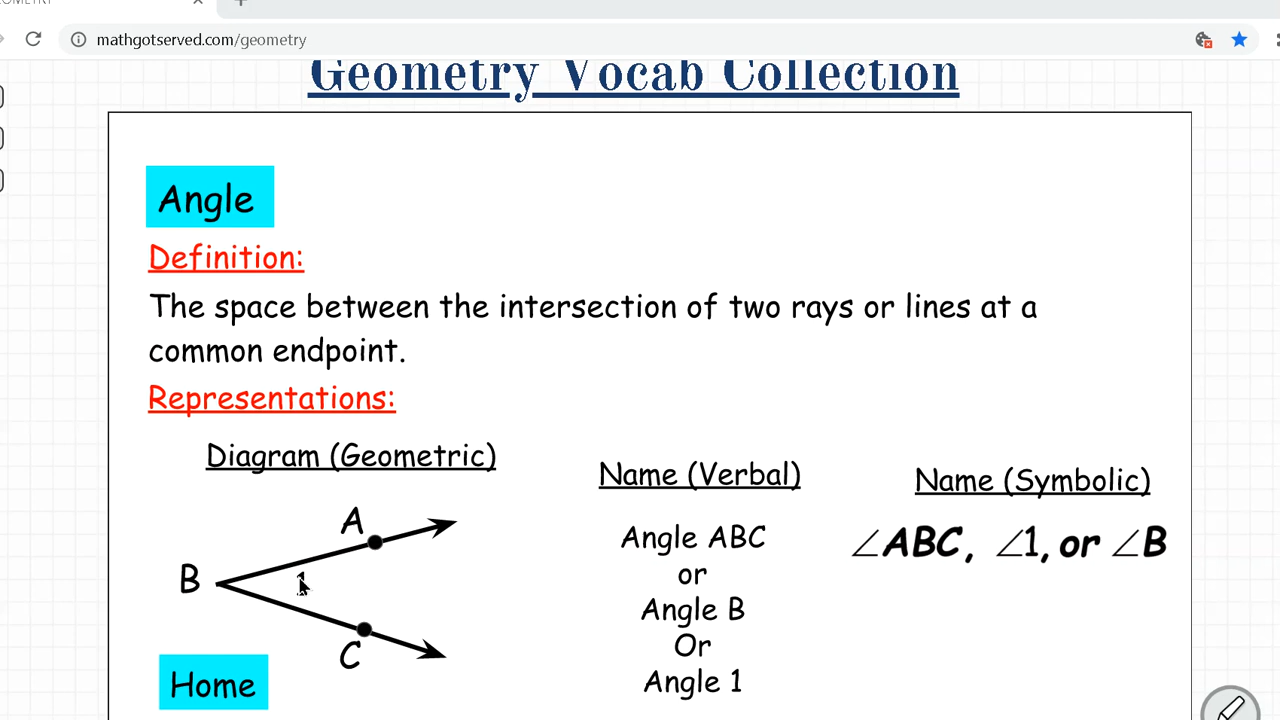 mathgotserved.com/geometry
Geometry Vocab Collection
Angle
Definition:
The space between the intersection of two rays or lines at a
common endpoint.
Representations:
Diagram (Geometric)
Name (Verbal)
Name (Symbolic)
A
B
C
Angle ABC
or
Angle B
Or
Angle 1
∠ABC, ∠1, or ∠B
Home